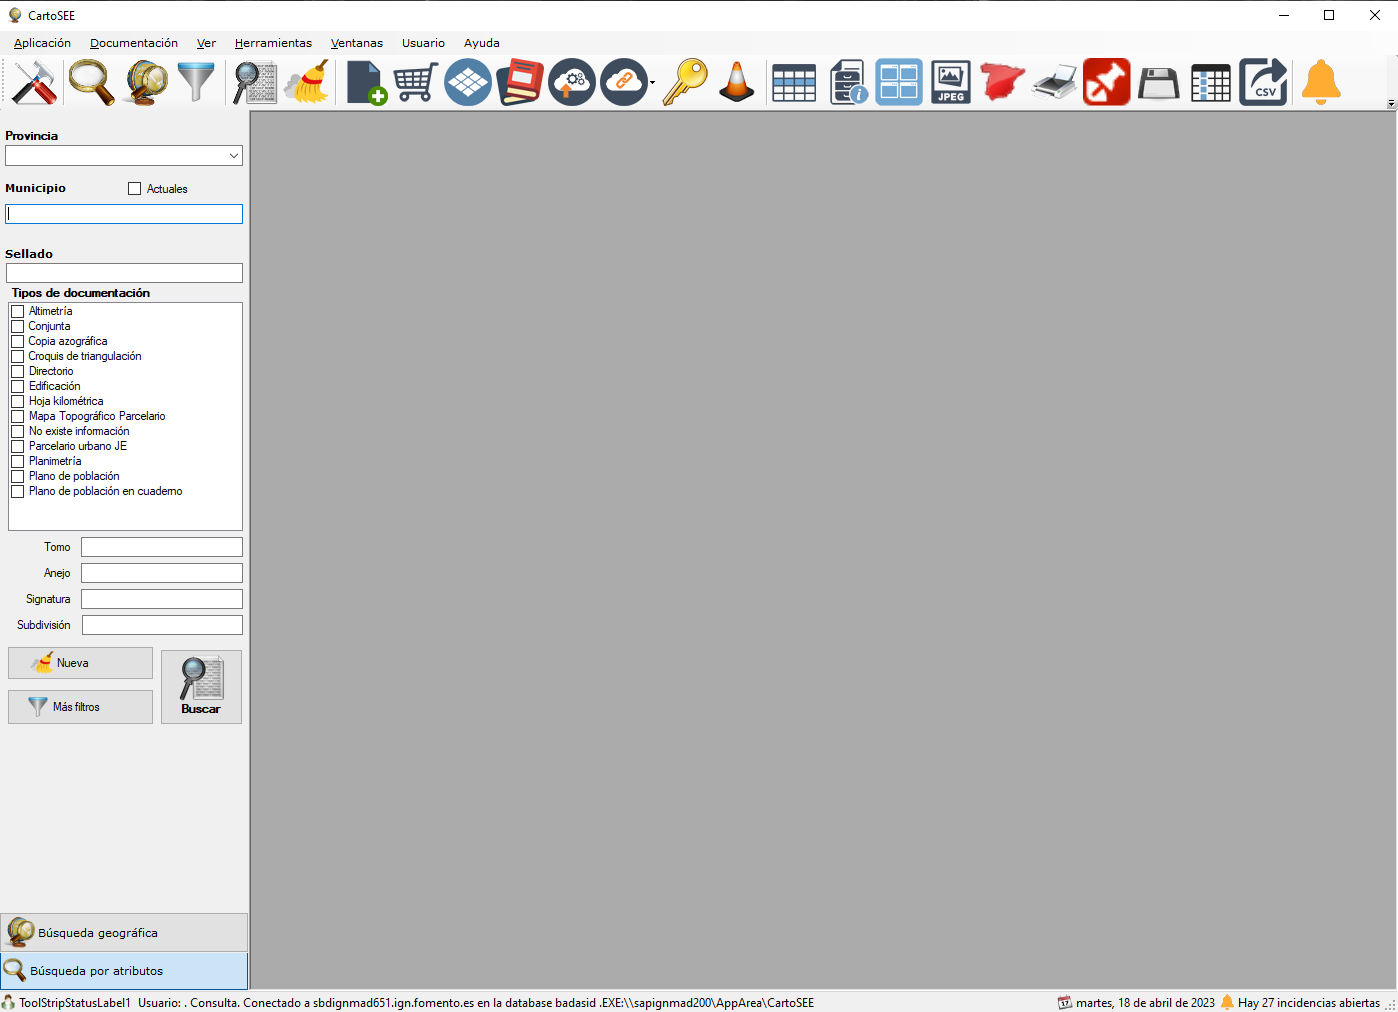 CartoSEE
Aplicación Documentación Ver Herramientas Ventanas Usuario Ayuda
JPEG
CSV
Provincia
Municipio Actuales
Sellado
Tipos de documentación
Altimetría
Conjunta
Copia azográfica
Croquis de triangulación
Directorio
Edificación
Hoja kilométrica
Mapa Topográfico Parcelario
No existe información
Parcelario urbano JE
Planimetría
Plano de población
Plano de población en cuaderno
Tomo
Anejo
Signatura
Subdivisión
Nueva
Más filtros
Buscar
Búsqueda geográfica
Búsqueda por atributos
ToolStripStatusLabel1 Usuario: . Consulta. Conectado a sbdignmad651.ign.fomento.es en la database badasid .EXE:\\sapignmad200\AppArea\CartoSEE 17 martes, 18 de abril de 2023 Hay 27 incidencias abiertas